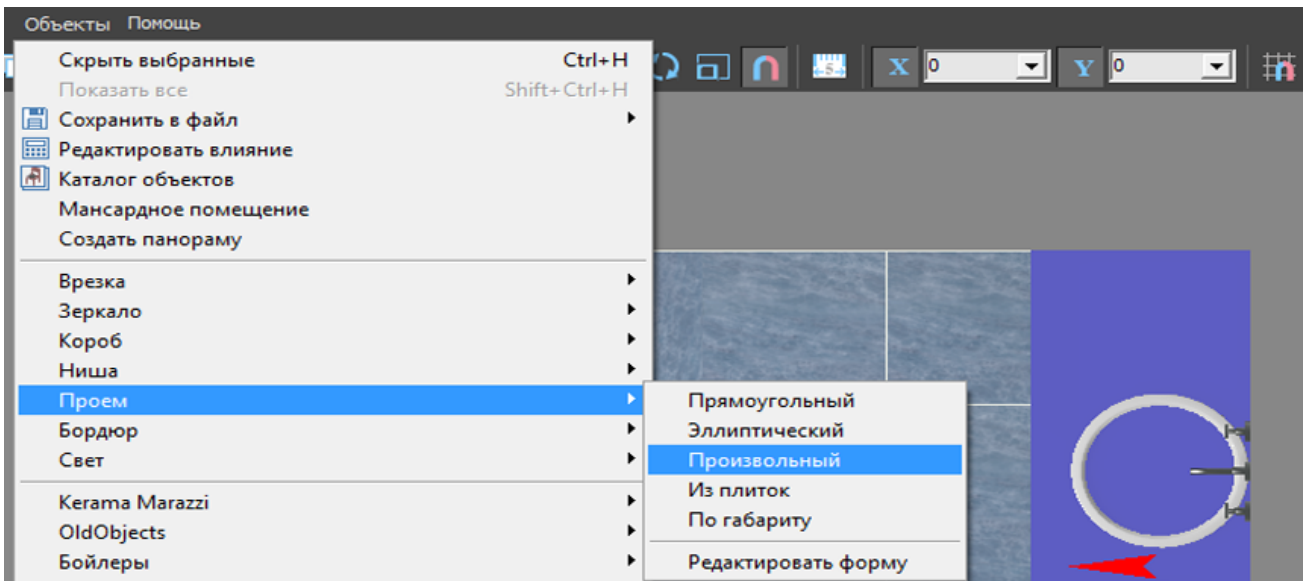 Объекты Помощь
Скрыть выбранные Ctrl+H
Показать все Shift+Ctrl+H
Сохранить в файл
Редактировать влияние
Каталог объектов
Мансардное помещение
Создать панораму
Врезка
Зеркало
Короб
Ниша
Проем
Бордюр
Свет
Kerama Marazzi
OldObjects
Бойлеры
Прямоугольный
Эллиптический
Произвольный
Из плиток
По габариту
Редактировать форму
5 X 0 Y 0